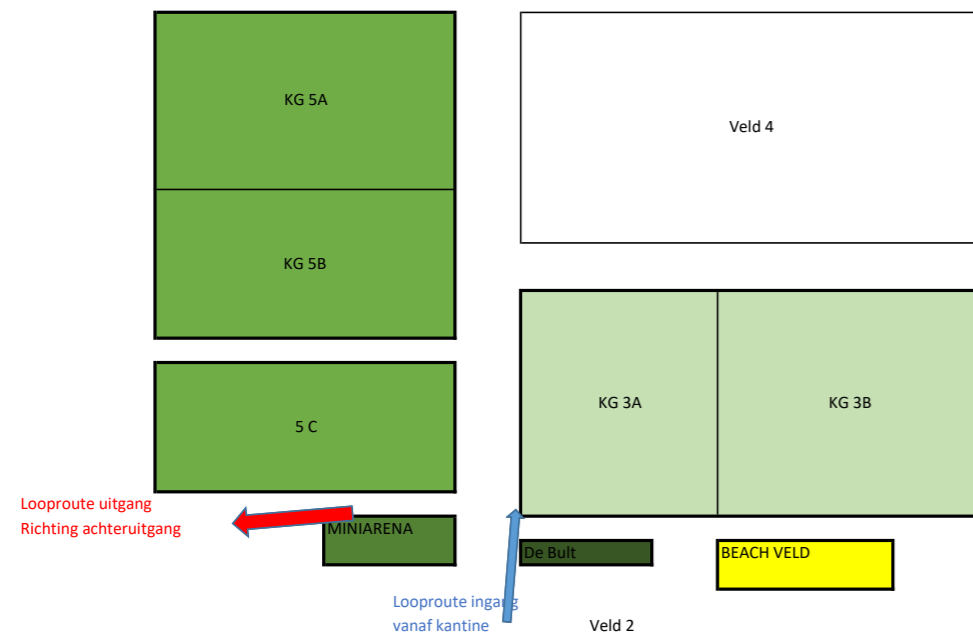 KG 5A
Veld 4
KG 5B
KG 3A
KG 3B
5 C
Looproute uitgang
Richting achteruitgang
MINIARENA
De Bult
BEACH VELD
Looproute ingang
vanaf kantine
Veld 2